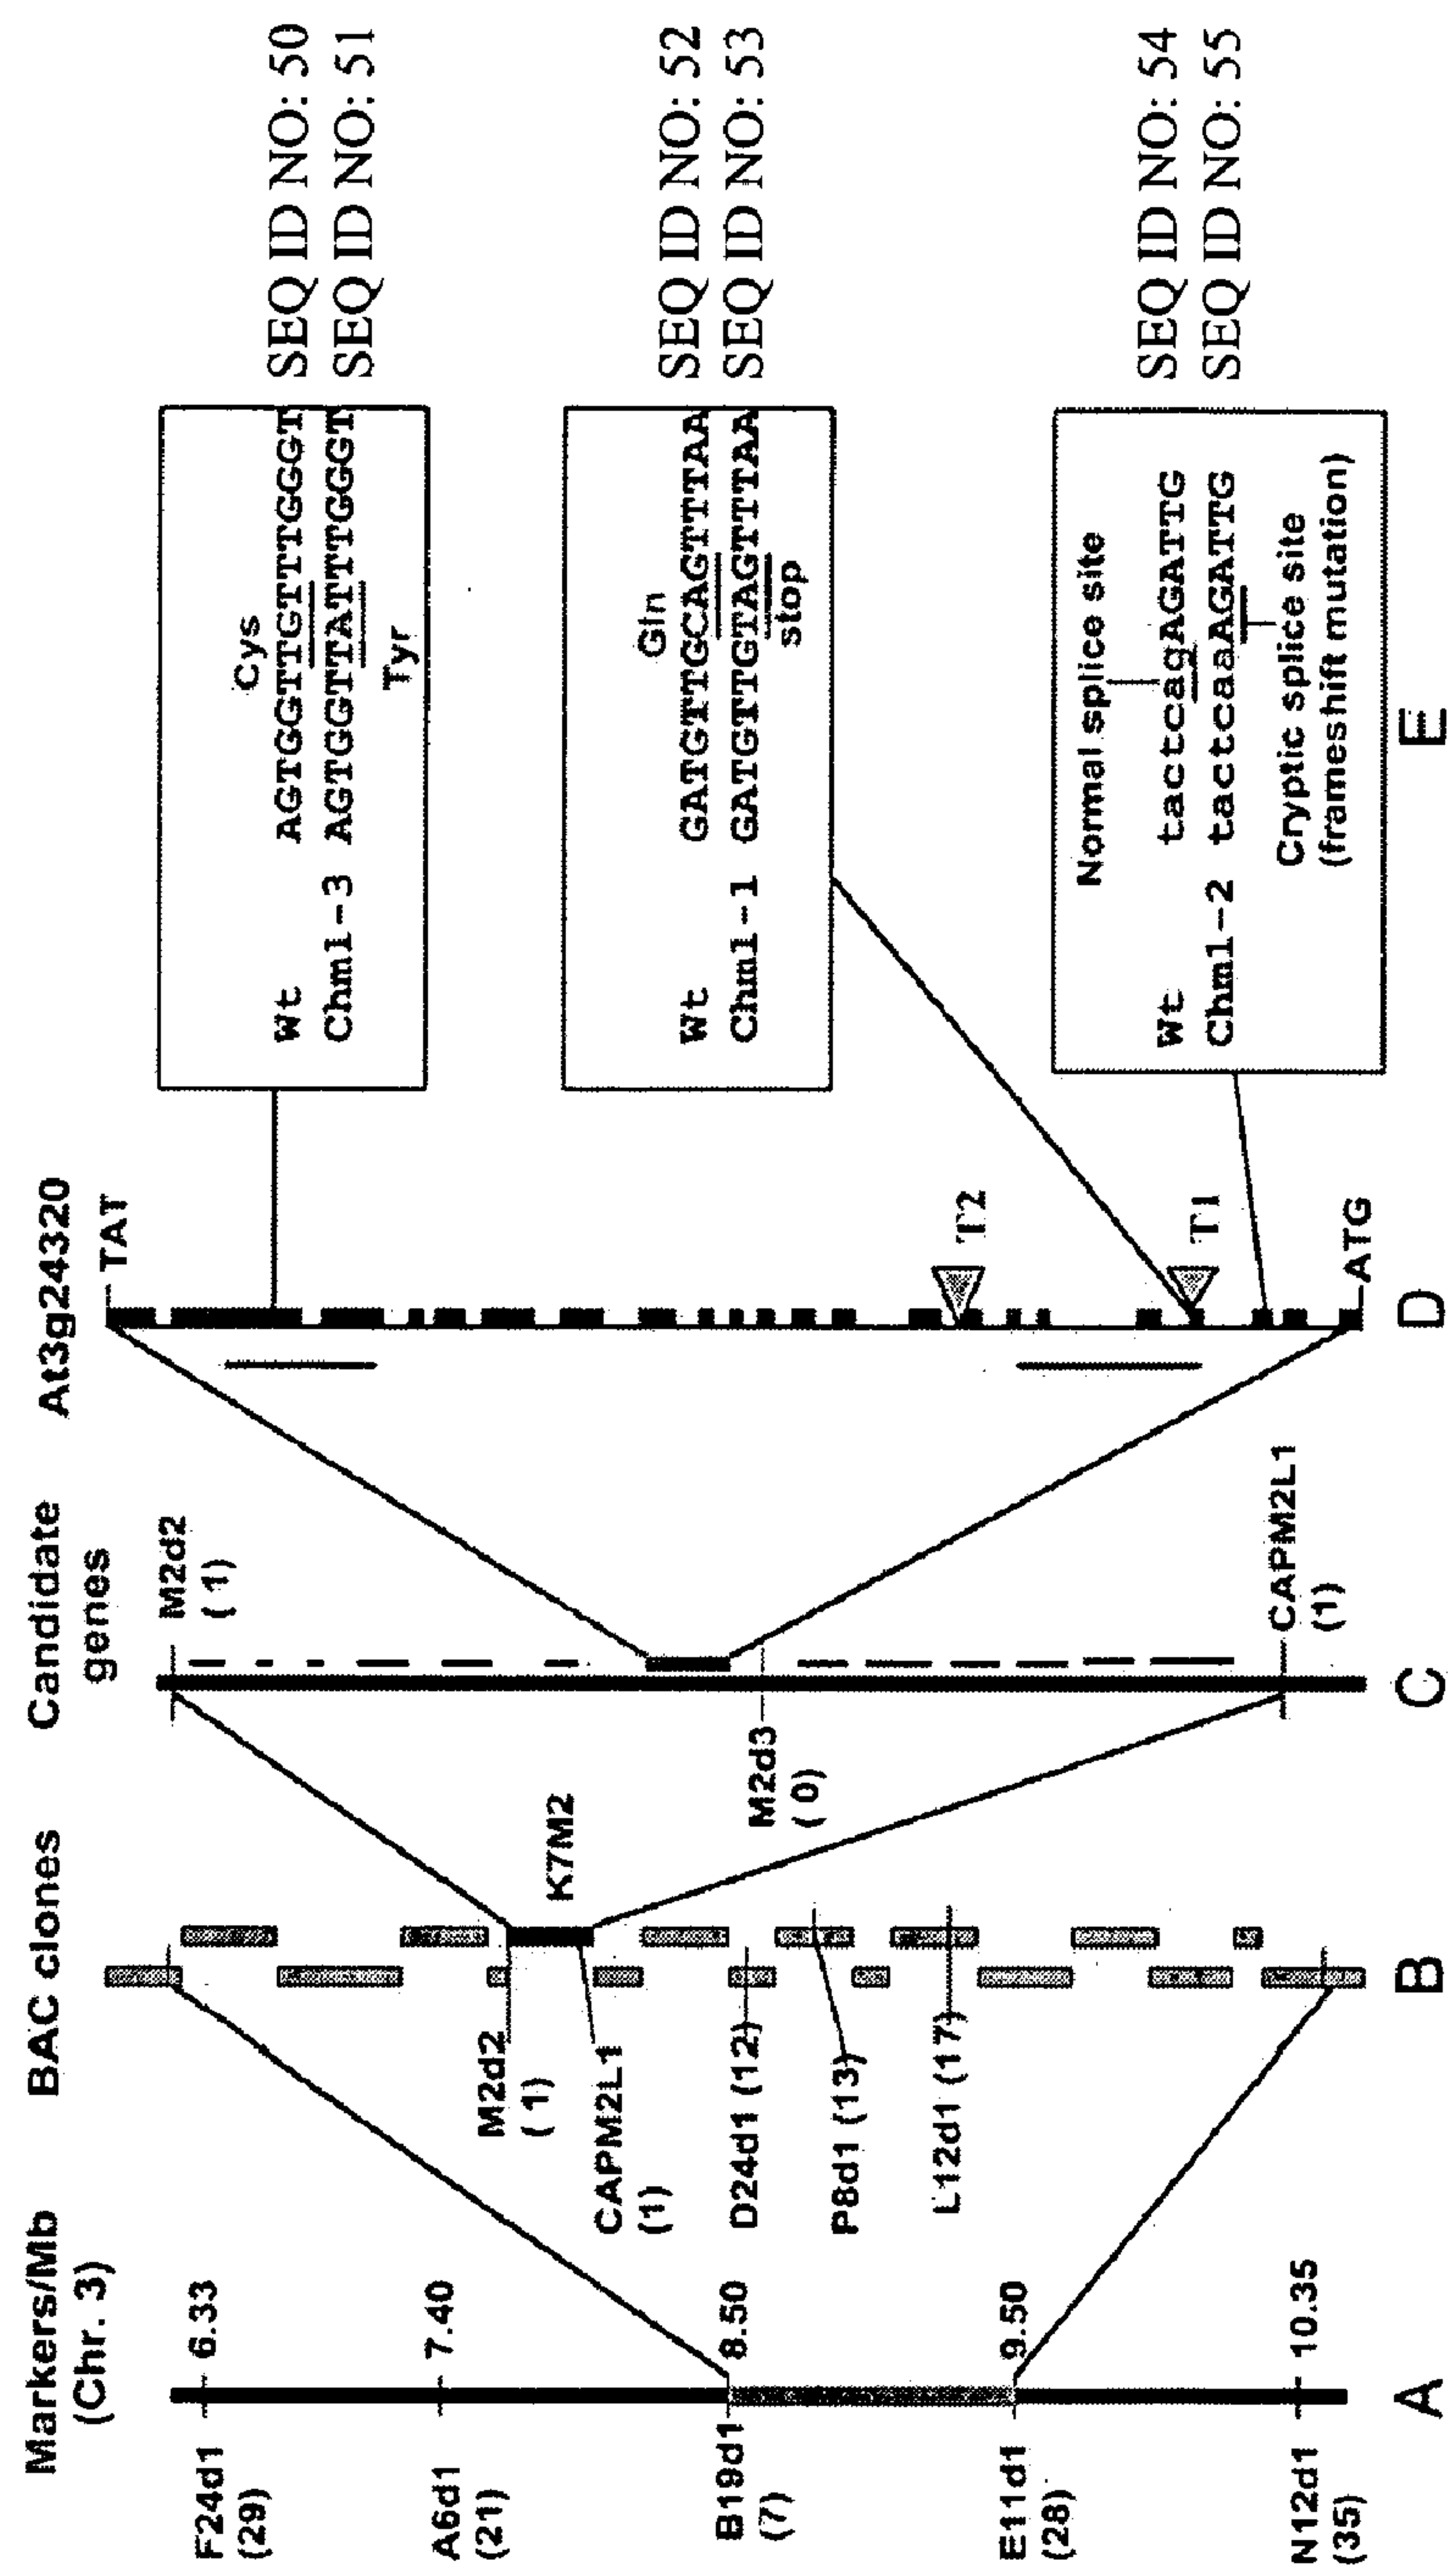 Markers/Mb
(Chr. 3)
F24d1
(29)
6.33
A6d1
(21)
7.40
B19d1
(7)
8.50
E11d1
(28)
9.50
N12d1
(35)
10.35
A
BAC clones
M2d2
(1)
K7M2
CAPM2L1
(1)
D24d1 (12)
P8d1 (13)
L12d1 (17)
B
Candidate
genes
M2d2
(1)
M2d3
(0)
CAPM2L1
(1)
C
At3g24320
TAT
T2
T1
ATG
D
Cys
Wt AGTGGTTGTTTGGGT SEQ ID NO: 50
Chm1-3 AGTGGTTATTTGGGT SEQ ID NO: 51
Tyr
Gln
Wt GATGTTGCAGTTTAA SEQ ID NO: 52
Chm1-1 GATGTTGTAGTTTAA SEQ ID NO: 53
stop
Normal splice site
Wt tactcagAGATTG SEQ ID NO: 54
Chm1-2 tactcaaAGATTG SEQ ID NO: 55
Cryptic splice site
(frameshift mutation)
E